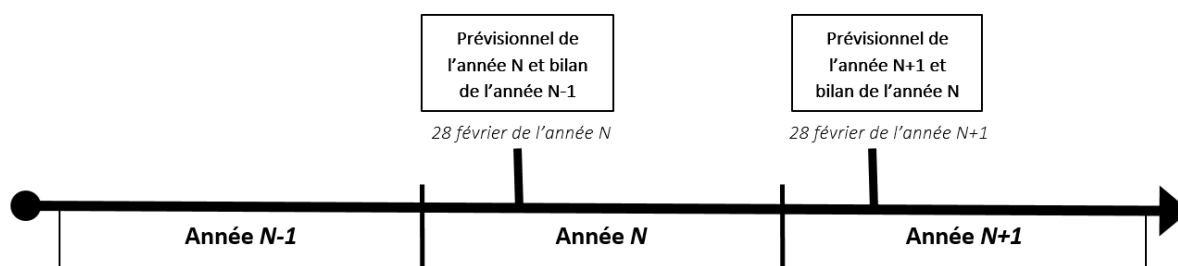 Prévisionnel de
l'année N et bilan
de l'année N-1
28 février de l'année N
Prévisionnel de
l'année N+1 et
bilan de l'année N
28 février de l'année N+1
Année N-1
Année N
Année N+1